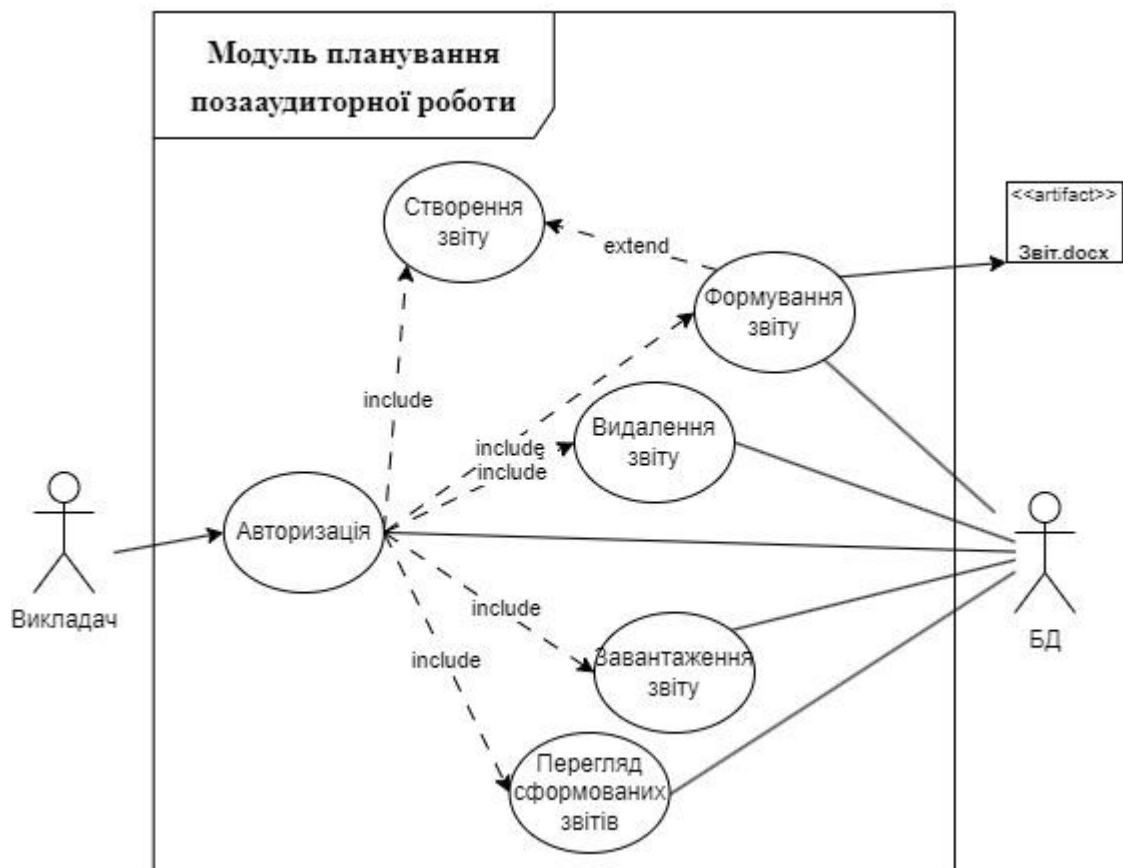 Модуль планування
позааудиторної роботи
Створення
звіту
extend
<<artifact>>
Звіт.docx
Формування
звіту
include
include
include
Видалення
звіту
Авторизація
Викладач
БД
include
include
Завантаження
звіту
Перегляд
сформованих
звітів